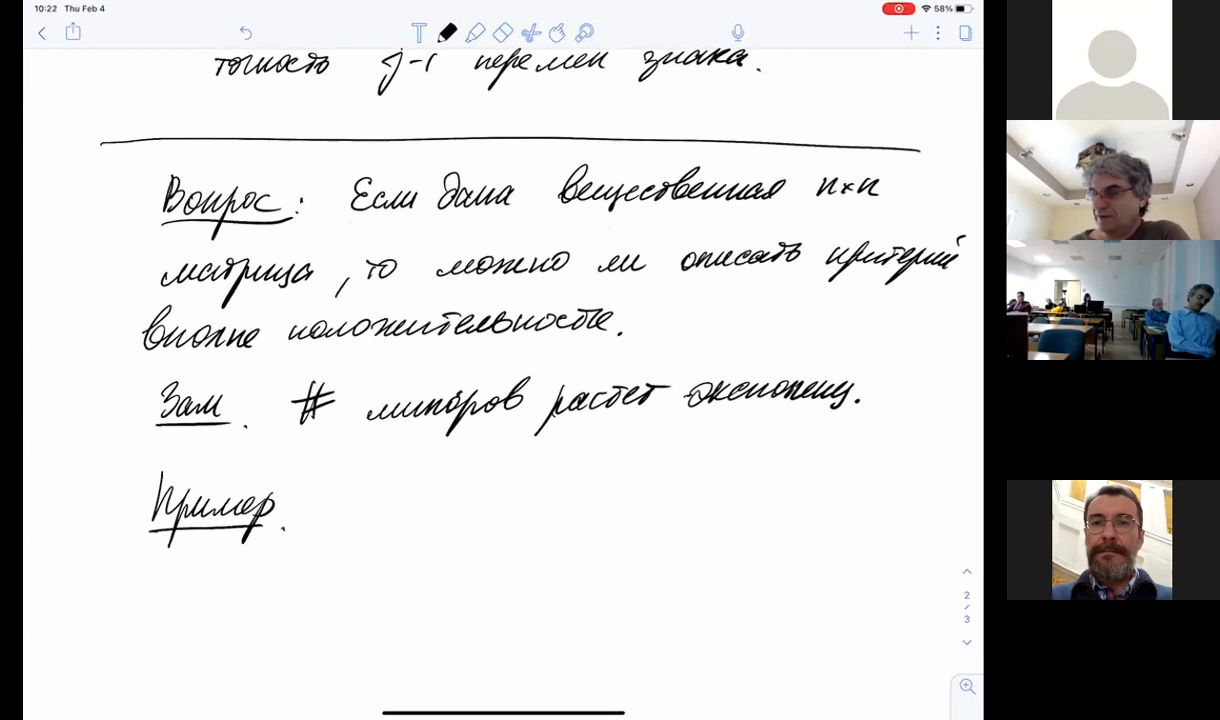 10:22 Thu Feb 4
58%
точность j-1 перемен знака.
Вопрос: Если дана вещественная n×n
матрица, то можно ли описать критерий
вполне положительности.
Зам. # миноров растет экспоненц.
Пример.
2
/
3